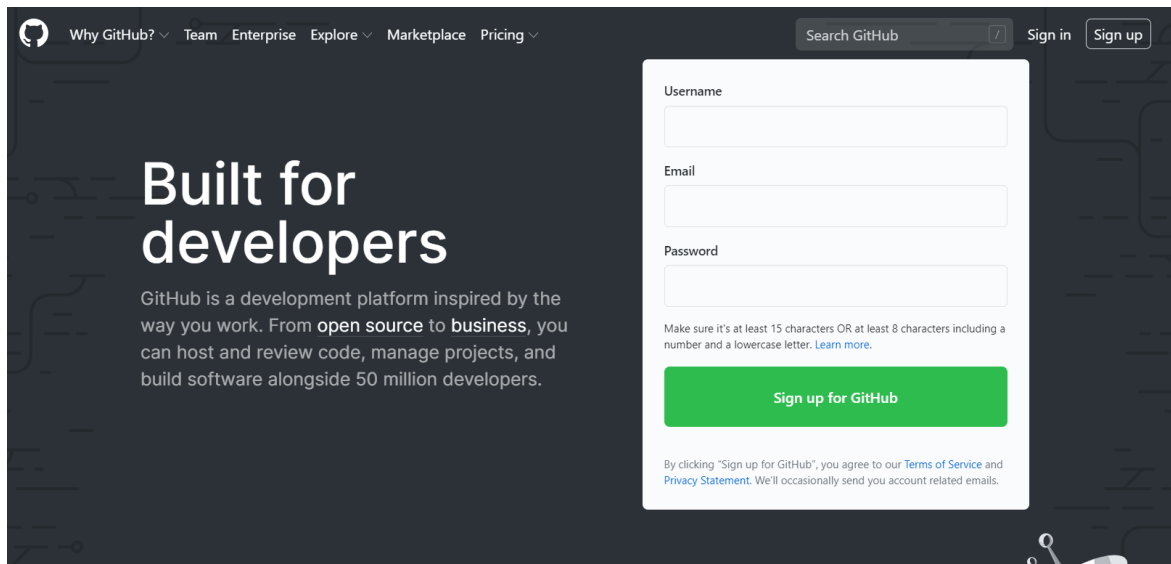 Why GitHub? Team Enterprise Explore Marketplace Pricing Search GitHub / Sign in Sign up
Built for
developers
GitHub is a development platform inspired by the
way you work. From open source to business, you
can host and review code, manage projects, and
build software alongside 50 million developers.
Username
Email
Password
Make sure it's at least 15 characters OR at least 8 characters including a
number and a lowercase letter. Learn more.
Sign up for GitHub
By clicking “Sign up for GitHub”, you agree to our Terms of Service and
Privacy Statement. We’ll occasionally send you account related emails.